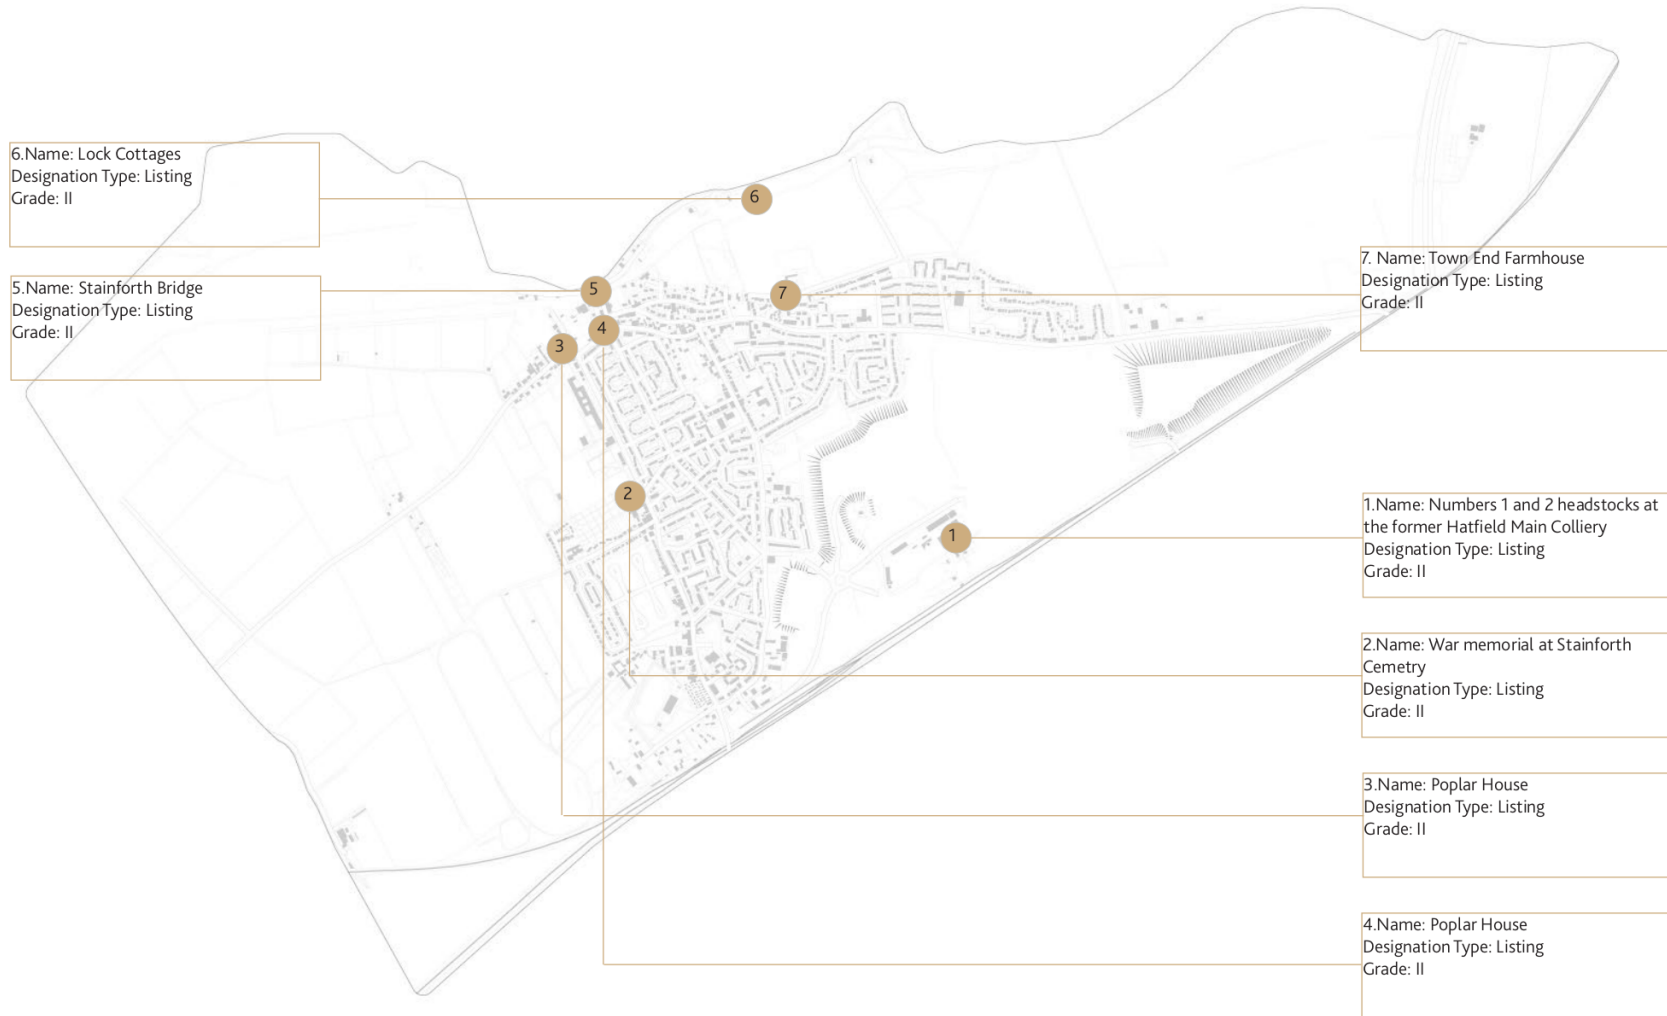 6.Name: Lock Cottages
Designation Type: Listing
Grade: II
5.Name: Stainforth Bridge
Designation Type: Listing
Grade: II
6
5
4
3
7
2
1
7. Name: Town End Farmhouse
Designation Type: Listing
Grade: II
1.Name: Numbers 1 and 2 headstocks at
the former Hatfield Main Colliery
Designation Type: Listing
Grade: II
2.Name: War memorial at Stainforth
Cemetry
Designation Type: Listing
Grade: II
3.Name: Poplar House
Designation Type: Listing
Grade: II
4.Name: Poplar House
Designation Type: Listing
Grade: II